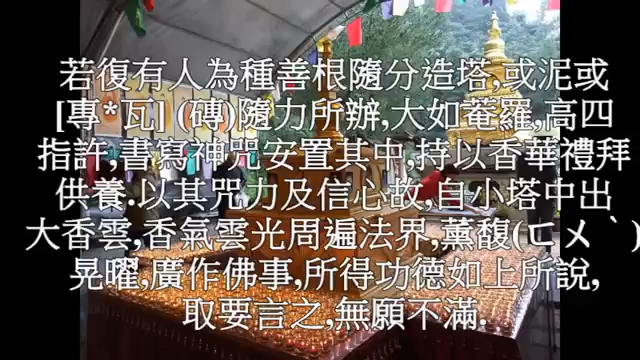 若復有人為種善根隨分造塔,或泥或
[專*瓦] (磚)隨力所辦,大如菴羅,高四
指許,書寫神咒安置其中,持以香華禮拜
供養.以其咒力及信心故,自小塔中出
大香雲,香氣雲光周遍法界,薰馥(ㄈㄨˋ)
晃曜,廣作佛事,所得功德如上所說,
取要言之,無願不滿.